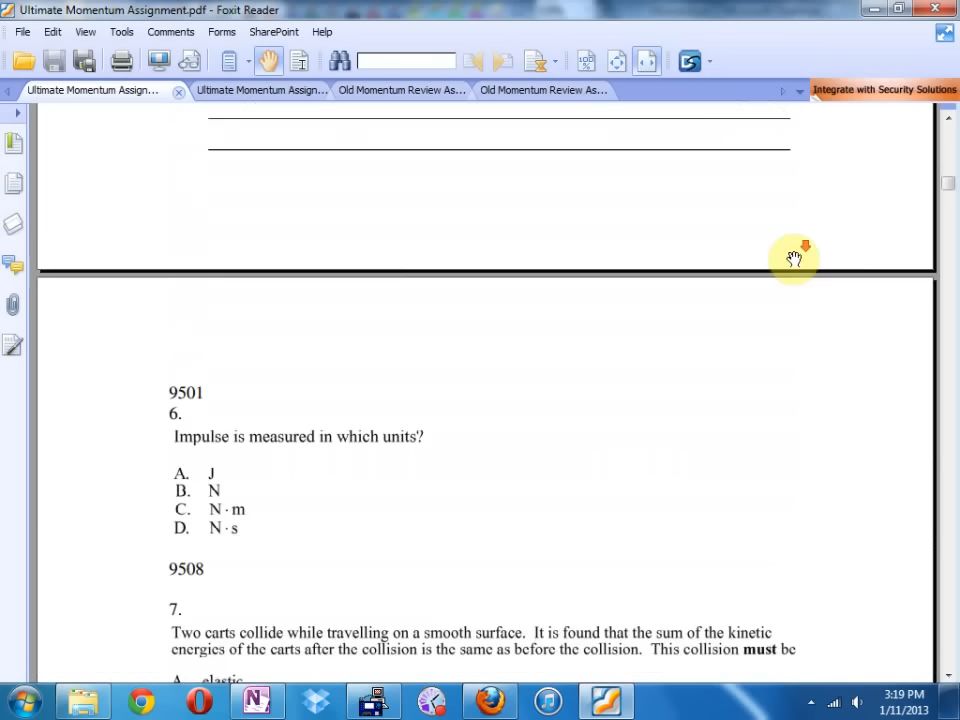 Ultimate Momentum Assignment.pdf - Foxit Reader
File Edit View Tools Comments Forms SharePoint Help
Ultimate Momentum Assign... Ultimate Momentum Assign... Old Momentum Review As... Old Momentum Review As... Integrate with Security Solutions
9501
6.
Impulse is measured in which units?
A. J
B. N
C. N · m
D. N · s
9508
7.
Two carts collide while travelling on a smooth surface. It is found that the sum of the kinetic
energies of the carts after the collision is the same as before the collision. This collision must be
A. elastic
3:19 PM
1/11/2013